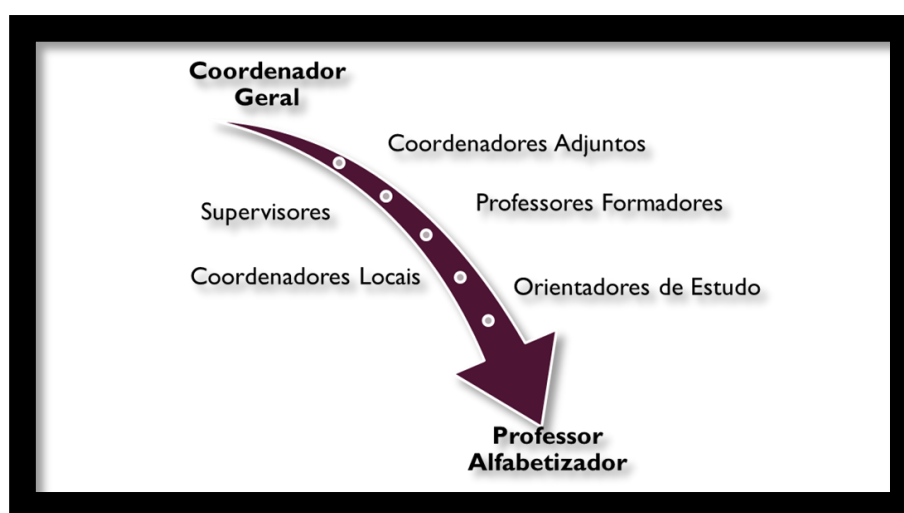 Coordenador
Geral
Coordenadores Adjuntos
Supervisores
Professores Formadores
Coordenadores Locais
Orientadores de Estudo
Professor
Alfabetizador